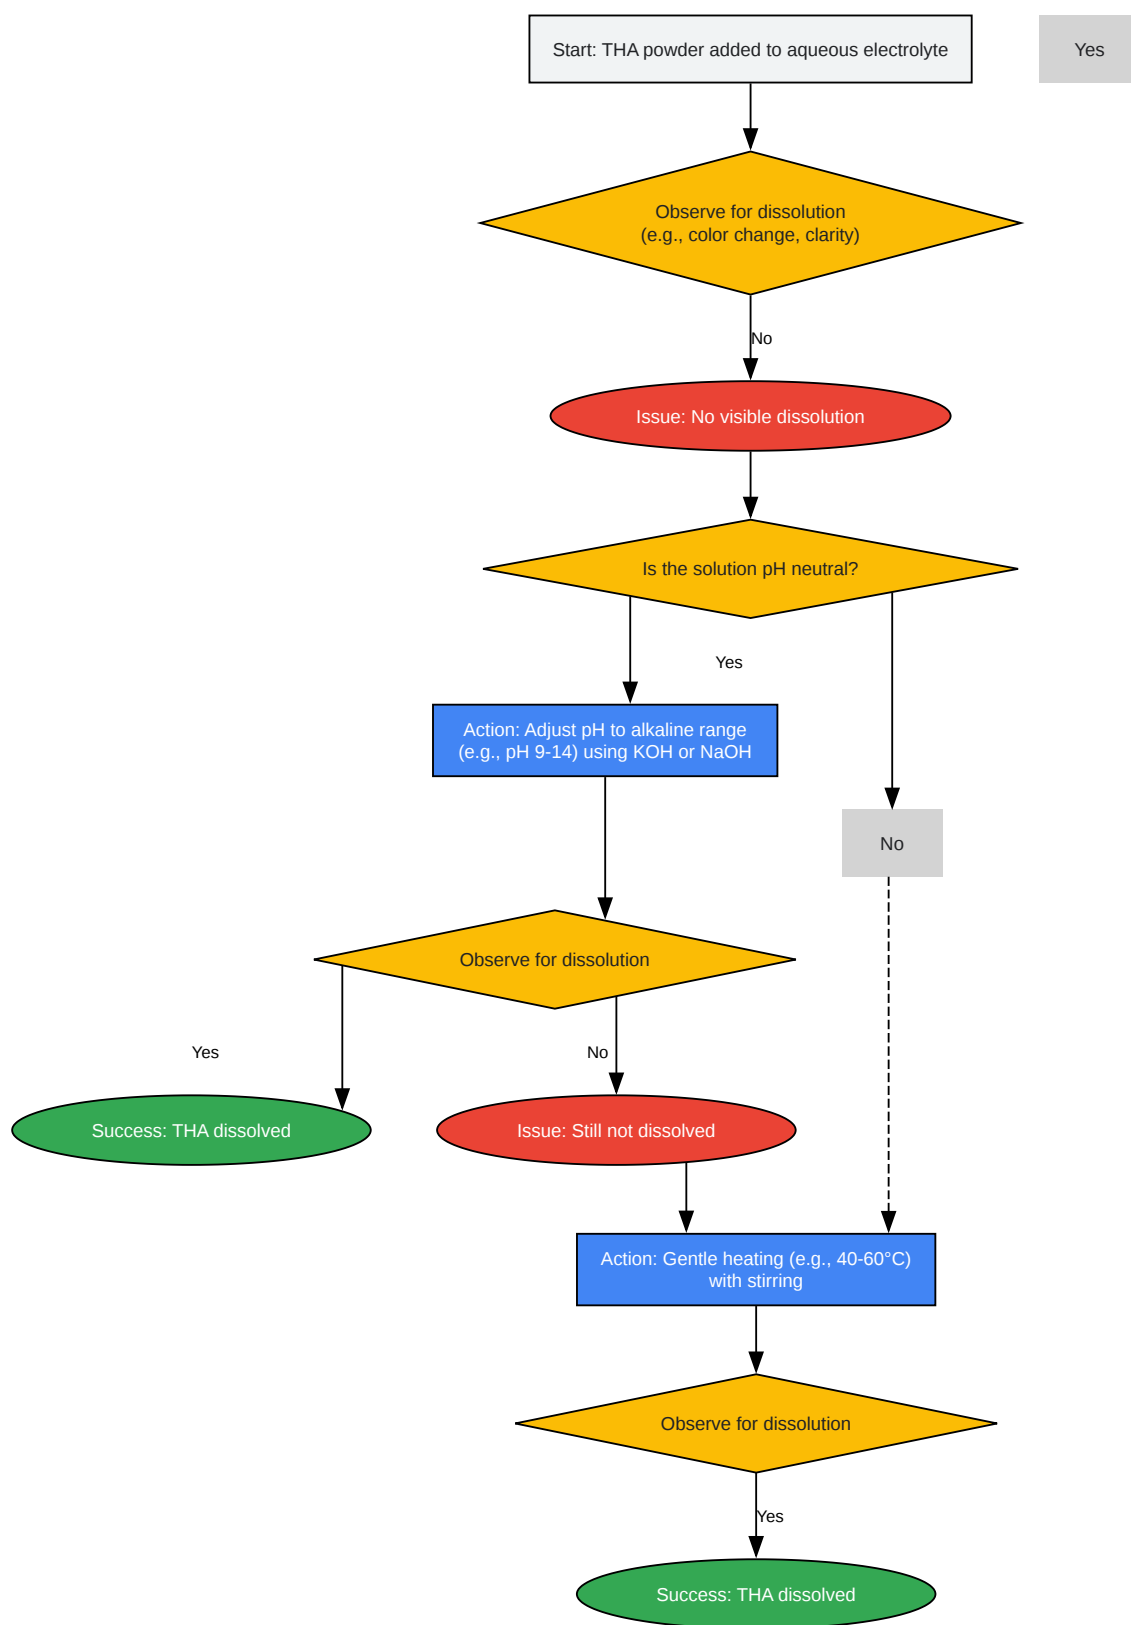 Start: THA powder added to aqueous electrolyte
Yes
Observe for dissolution
(e.g., color change, clarity)
No
Issue: No visible dissolution
Is the solution pH neutral?
Yes
Action: Adjust pH to alkaline range
(e.g., pH 9-14) using KOH or NaOH
No
Observe for dissolution
Yes
No
Success: THA dissolved
Issue: Still not dissolved
Action: Gentle heating (e.g., 40-60°C)
with stirring
Observe for dissolution
Yes
Success: THA dissolved